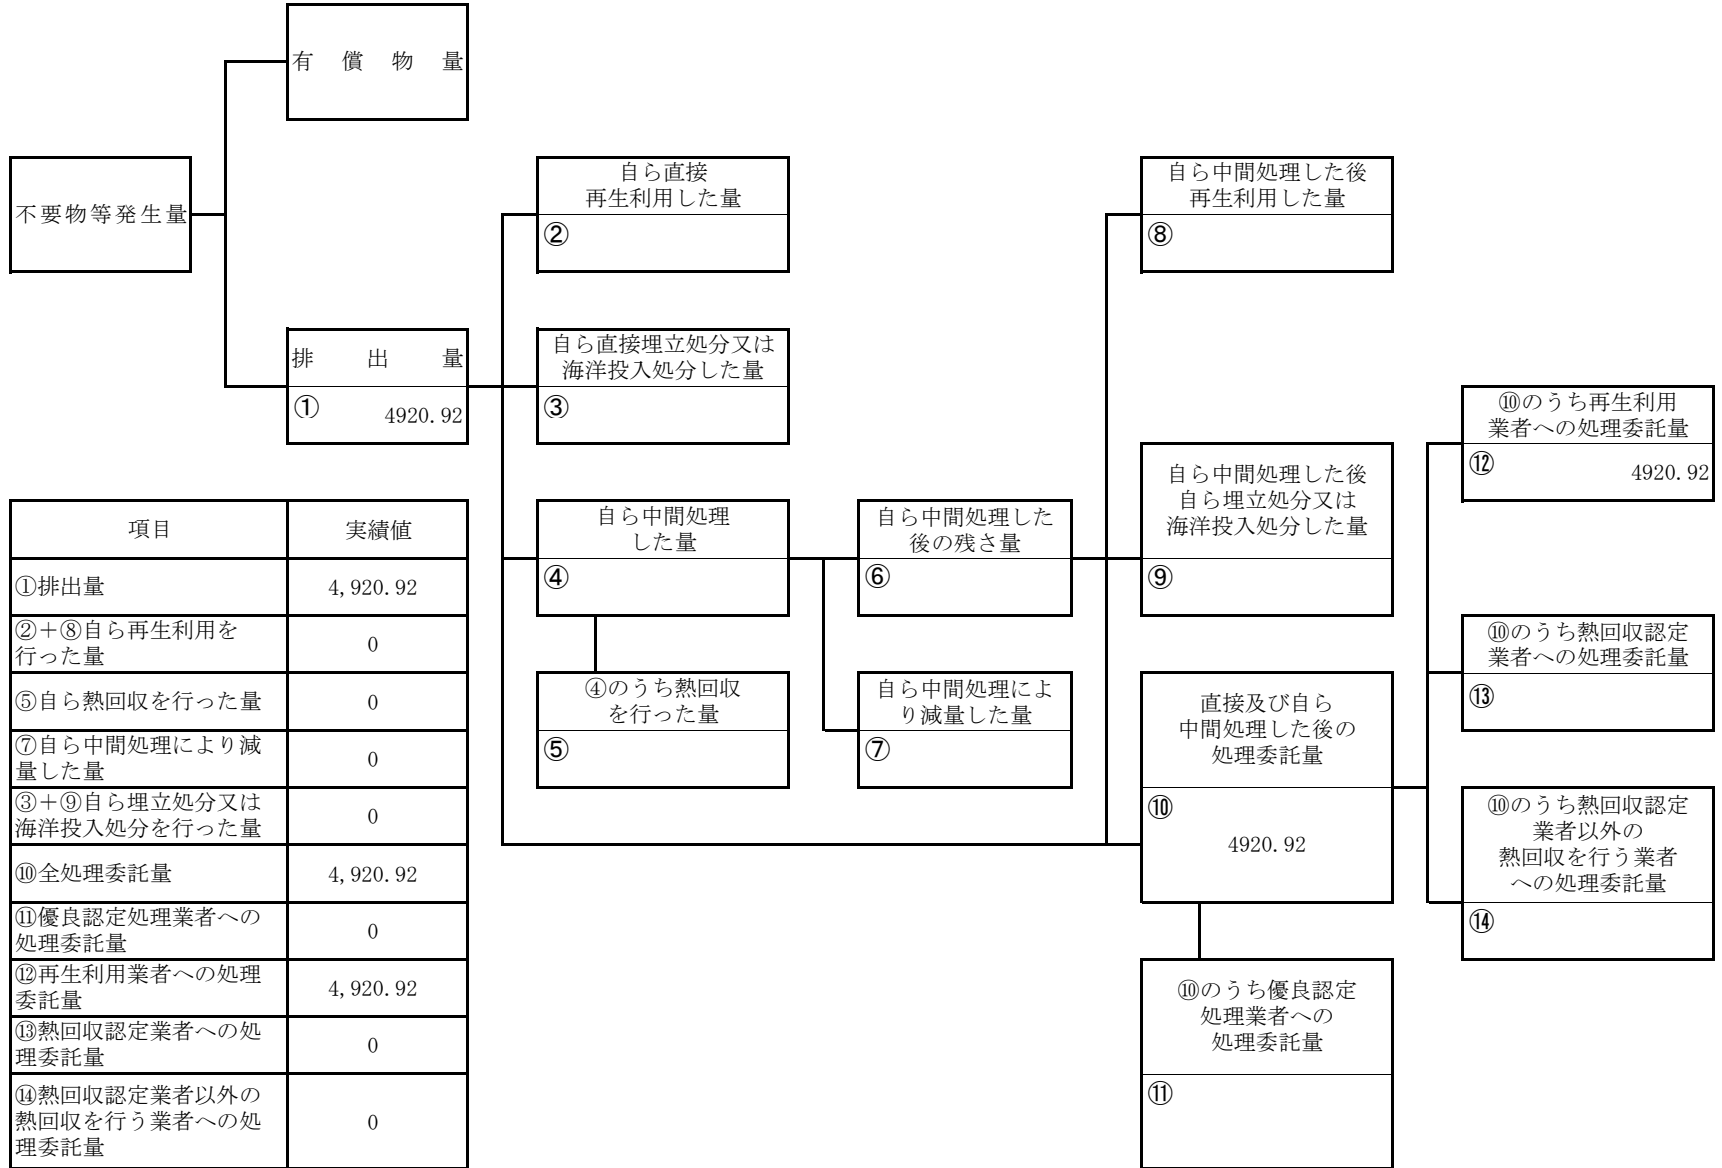 有償物量
不要物等発生量
排出量
① 4920.92
自ら直接
再生利用した量
②
自ら直接埋立処分又は
海洋投入処分した量
③
自ら中間処理
した量
④
④のうち熱回収
を行った量
⑤
自ら中間処理した
後の残さ量
⑥
自ら中間処理によ
り減量した量
⑦
自ら中間処理した後
再生利用した量
⑧
自ら中間処理した後
自ら埋立処分又は
海洋投入処分した量
⑨
直接及び自ら
中間処理した後の
処理委託量
⑩
4920.92
⑩のうち優良認定
処理業者への
処理委託量
⑪
⑩のうち再生利用
業者への処理委託量
⑫ 4920.92
⑩のうち熱回収認定
業者への処理委託量
⑬
⑩のうち熱回収認定
業者以外の
熱回収を行う業者
への処理委託量
⑭
項目 実績値
①排出量 4,920.92
②+⑧自ら再生利用を
行った量 0
⑤自ら熱回収を行った量 0
⑦自ら中間処理により減
量した量 0
③+⑨自ら埋立処分又は
海洋投入処分を行った量 0
⑩全処理委託量 4,920.92
⑪優良認定処理業者への
処理委託量 0
⑫再生利用業者への処理
委託量 4,920.92
⑬熱回収認定業者への処
理委託量 0
⑭熱回収認定業者以外の
熱回収を行う業者への処
理委託量 0